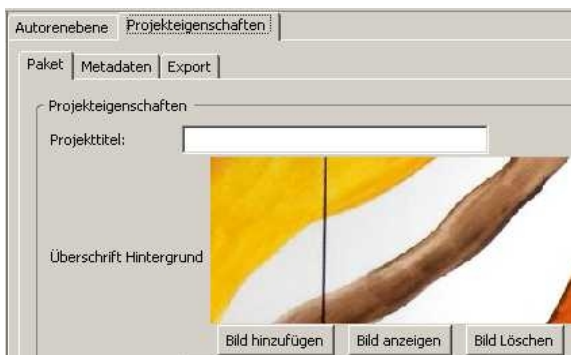 Autorenebene Projekteigenschaften
Paket Metadaten Export
Projekteigenschaften
Projekttitel:
Überschrift Hintergrund
Bild hinzufügen Bild anzeigen Bild Löschen